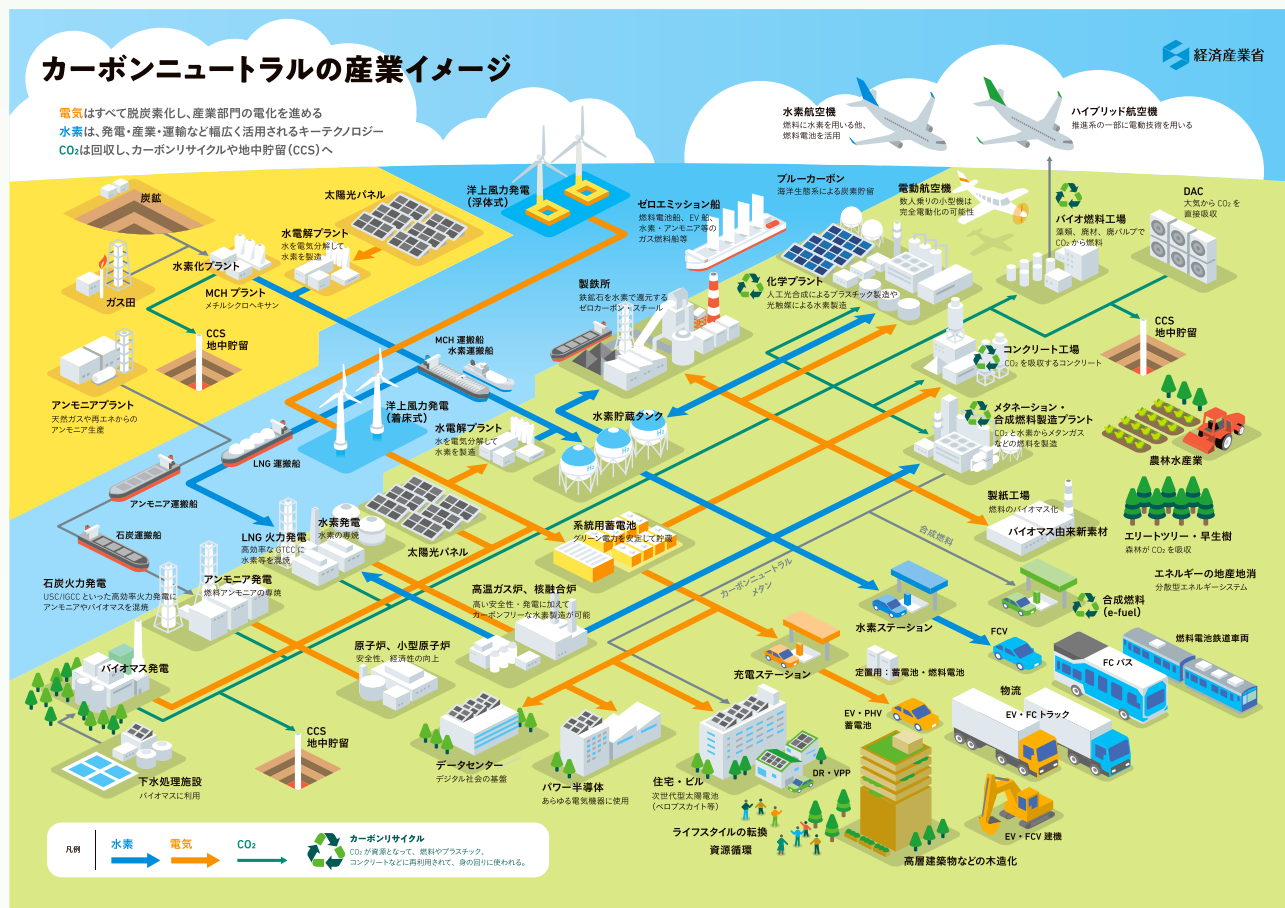 カーボンニュートラルの産業イメージ
経済産業省
電気はすべて脱炭素化し、産業部門の電化を進める
水素は、発電・産業・運輸など幅広く活用されるキーテクノロジー
CO₂は回収し、カーボンリサイクルや地中貯留（CCS）へ
水素航空機
燃料に水素を用いる他、
燃料電池を活用
ハイブリッド航空機
推進系の一部に電動技術を用いる
炭鉱
太陽光パネル
洋上風力発電
（浮体式）
ゼロエミッション船
燃料電池船、EV 船、
水素・アンモニア等の
ガス燃料船等
ブルーカーボン
海洋生態系による炭素貯留
電動航空機
数人乗りの小型機は
完全電動化の可能性
バイオ燃料工場
藻類、廃材、廃パルプで
CO₂ から燃料
DAC
大気から CO₂ を
直接吸収
水電解プラント
水を電気分解して
水素を製造
水素化プラント
MCH プラント
メチルシクロヘキサン
ガス田
CCS
地中貯留
製鉄所
鉄鉱石を水素で還元する
ゼロカーボン・スチール
化学プラント
人工光合成によるプラスチック製造や
光触媒による水素製造
CCS
地中貯留
MCH 運搬船
水素運搬船
コンクリート工場
CO₂ を吸収するコンクリート
アンモニアプラント
天然ガスや再エネからの
アンモニア生産
洋上風力発電
（着床式）
水電解プラント
水を電気分解して
水素を製造
水素貯蔵タンク
H₂
H₂
H₂
メタネーション・
合成燃料製造プラント
CO₂ と水素からメタンガス
などの燃料を製造
農林水産業
LNG 運搬船
アンモニア運搬船
石炭運搬船
LNG 火力発電
高効率な GTCC に
水素等を混焼
水素発電
水素の専焼
太陽光パネル
系統用蓄電池
グリーン電力を安定して貯蔵
製紙工場
燃料のバイオマス化
バイオマス由来新素材
エリートツリー・早生樹
森林が CO₂ を吸収
合成燃料
カーボンニュートラル
メタン
石炭火力発電
USC/IGCC といった高効率火力発電に
アンモニアやバイオマスを混焼
アンモニア発電
燃料アンモニアの専焼
高温ガス炉、核融合炉
高い安全性・発電に加えて
カーボンフリーな水素製造が可能
エネルギーの地産地消
分散型エネルギーシステム
合成燃料
（e-fuel）
水素ステーション
FCV
燃料電池鉄道車両
FC バス
バイオマス発電
原子炉、小型原子炉
安全性、経済性の向上
充電ステーション
定置用：蓄電池・燃料電池
物流
EV・FC トラック
EV・PHV
蓄電池
CCS
地中貯留
下水処理施設
バイオマスに利用
データセンター
デジタル社会の基盤
パワー半導体
あらゆる電気機器に使用
住宅・ビル
次世代型太陽電池
（ペロブスカイト等）
DR・VPP
ライフスタイルの転換
資源循環
高層建築物などの木造化
EV・FCV 建機
凡例
水素
電気
CO₂
カーボンリサイクル
CO₂ が資源となって、燃料やプラスチック、
コンクリートなどに再利用されて、身の回りに使われる。